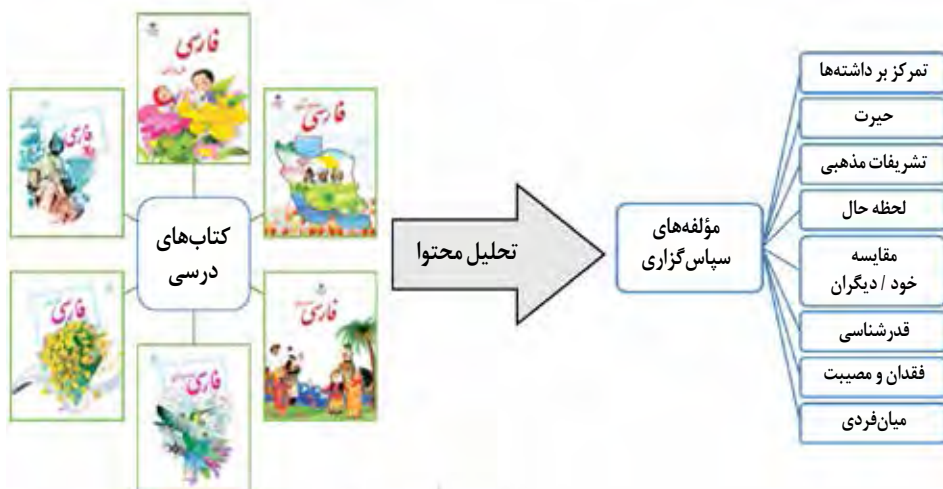 فارسی
فارسی
فارسی
فارسی
فارسی
فارسی
کتاب‌های
درسی
تحلیل محتوا
مؤلفه‌های
سپاس‌گزاری
تمرکز بر داشته‌ها
حیرت
تشریفات مذهبی
لحظه حال
مقایسه
خود / دیگران
قدرشناسی
فقدان و مصیبت
میان‌فردی